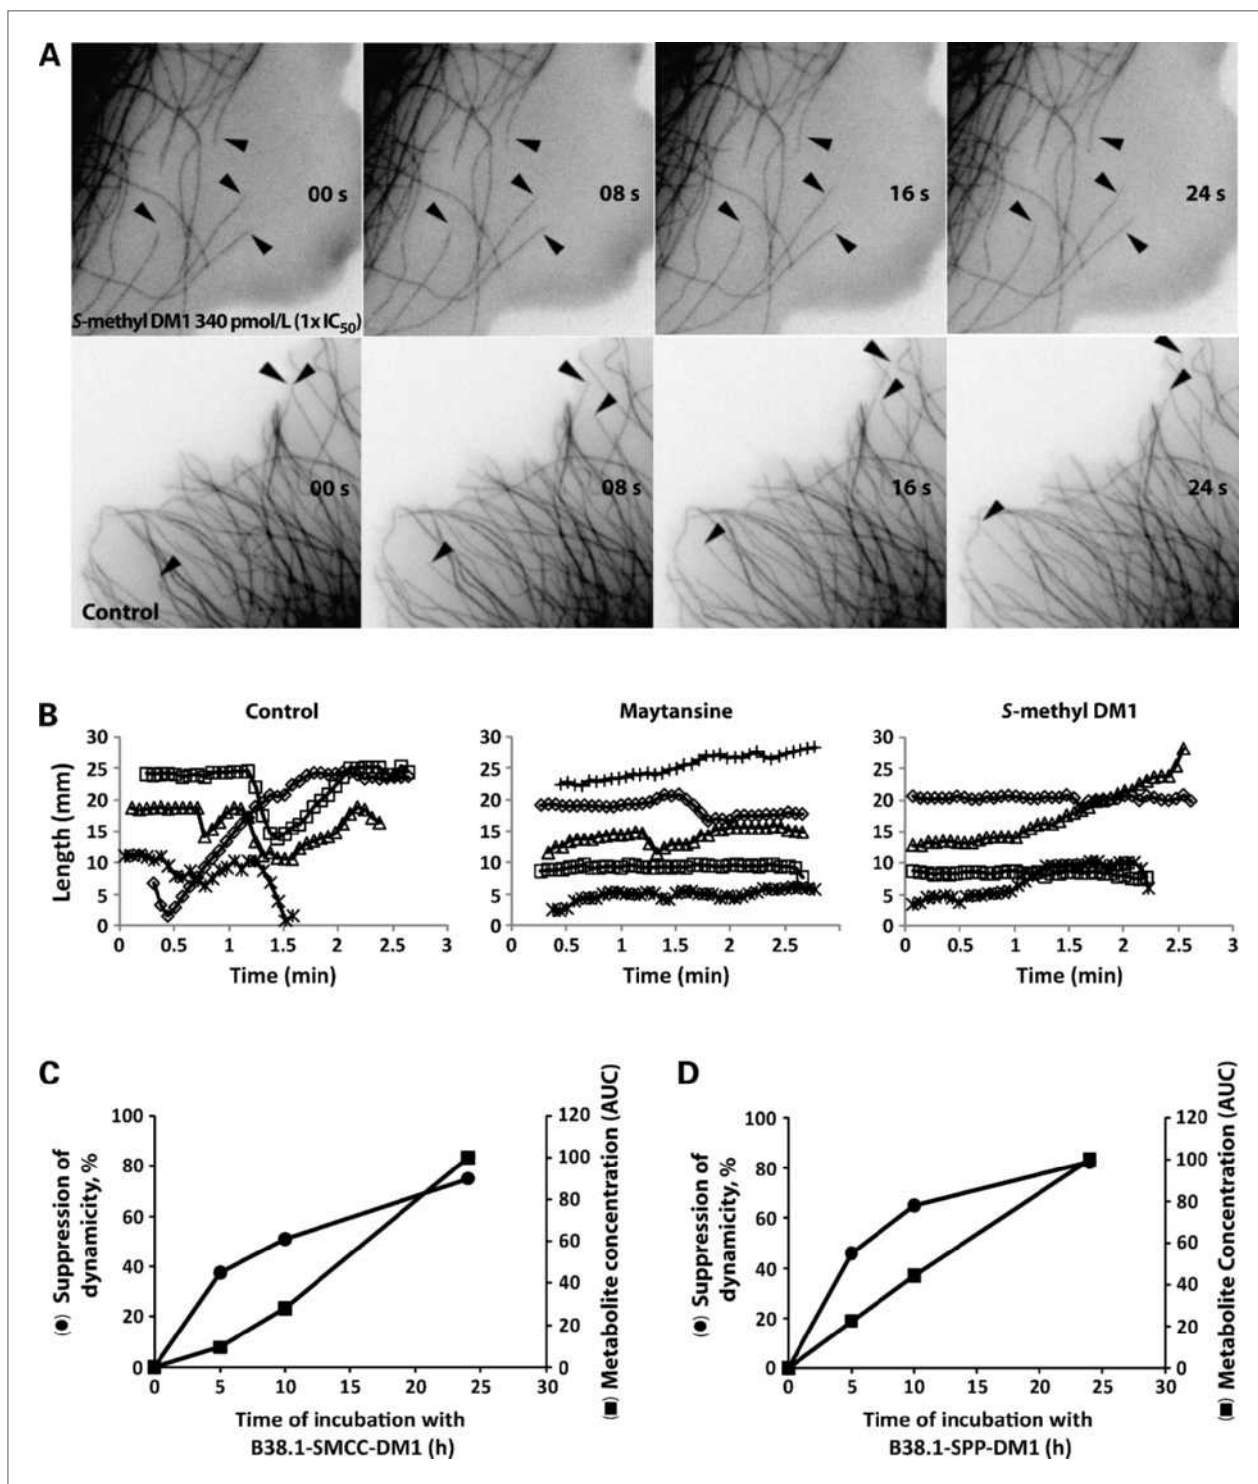 A
00 s
08 s
16 s
24 s
S-methyl DM1 340 pmol/L (1x IC50)
00 s
08 s
16 s
24 s
Control
B
Control
Maytansine
S-methyl DM1
Length (mm)
30
25
20
15
10
5
0
0 0.5 1 1.5 2 2.5 3
Time (min)
30
25
20
15
10
5
0
0 0.5 1 1.5 2 2.5
Time (min)
30
25
20
15
10
5
0
0 0.5 1 1.5 2 2.5 3
Time (min)
C
(●) Suppression of
dynamicity, %
100
80
60
40
20
0
120
100
80
60
40
20
0
(■) Metabolite concentration (AUC)
0 5 10 15 20 25 30
Time of incubation with
B38.1-SMCC-DM1 (h)
D
(●) Suppression of
dynamicity, %
100
80
60
40
20
0
120
100
80
60
40
20
0
(■) Metabolite Concentration (AUC)
0 5 10 15 20 25 30
Time of incubation with
B38.1-SPP-DM1 (h)